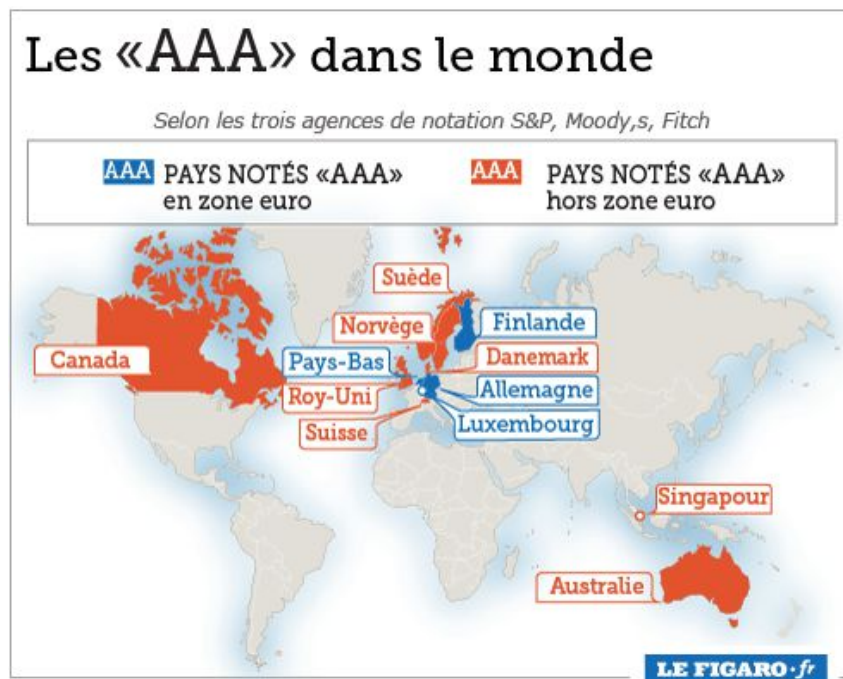 Les «AAA» dans le monde
Selon les trois agences de notation S&P, Moody,s, Fitch
AAA PAYS NOTÉS «AAA»
en zone euro
AAA PAYS NOTÉS «AAA»
hors zone euro
Suède
Norvège
Finlande
Canada
Pays-Bas
Danemark
Roy-Uni
Allemagne
Suisse
Luxembourg
Singapour
Australie
LE FIGARO·fr